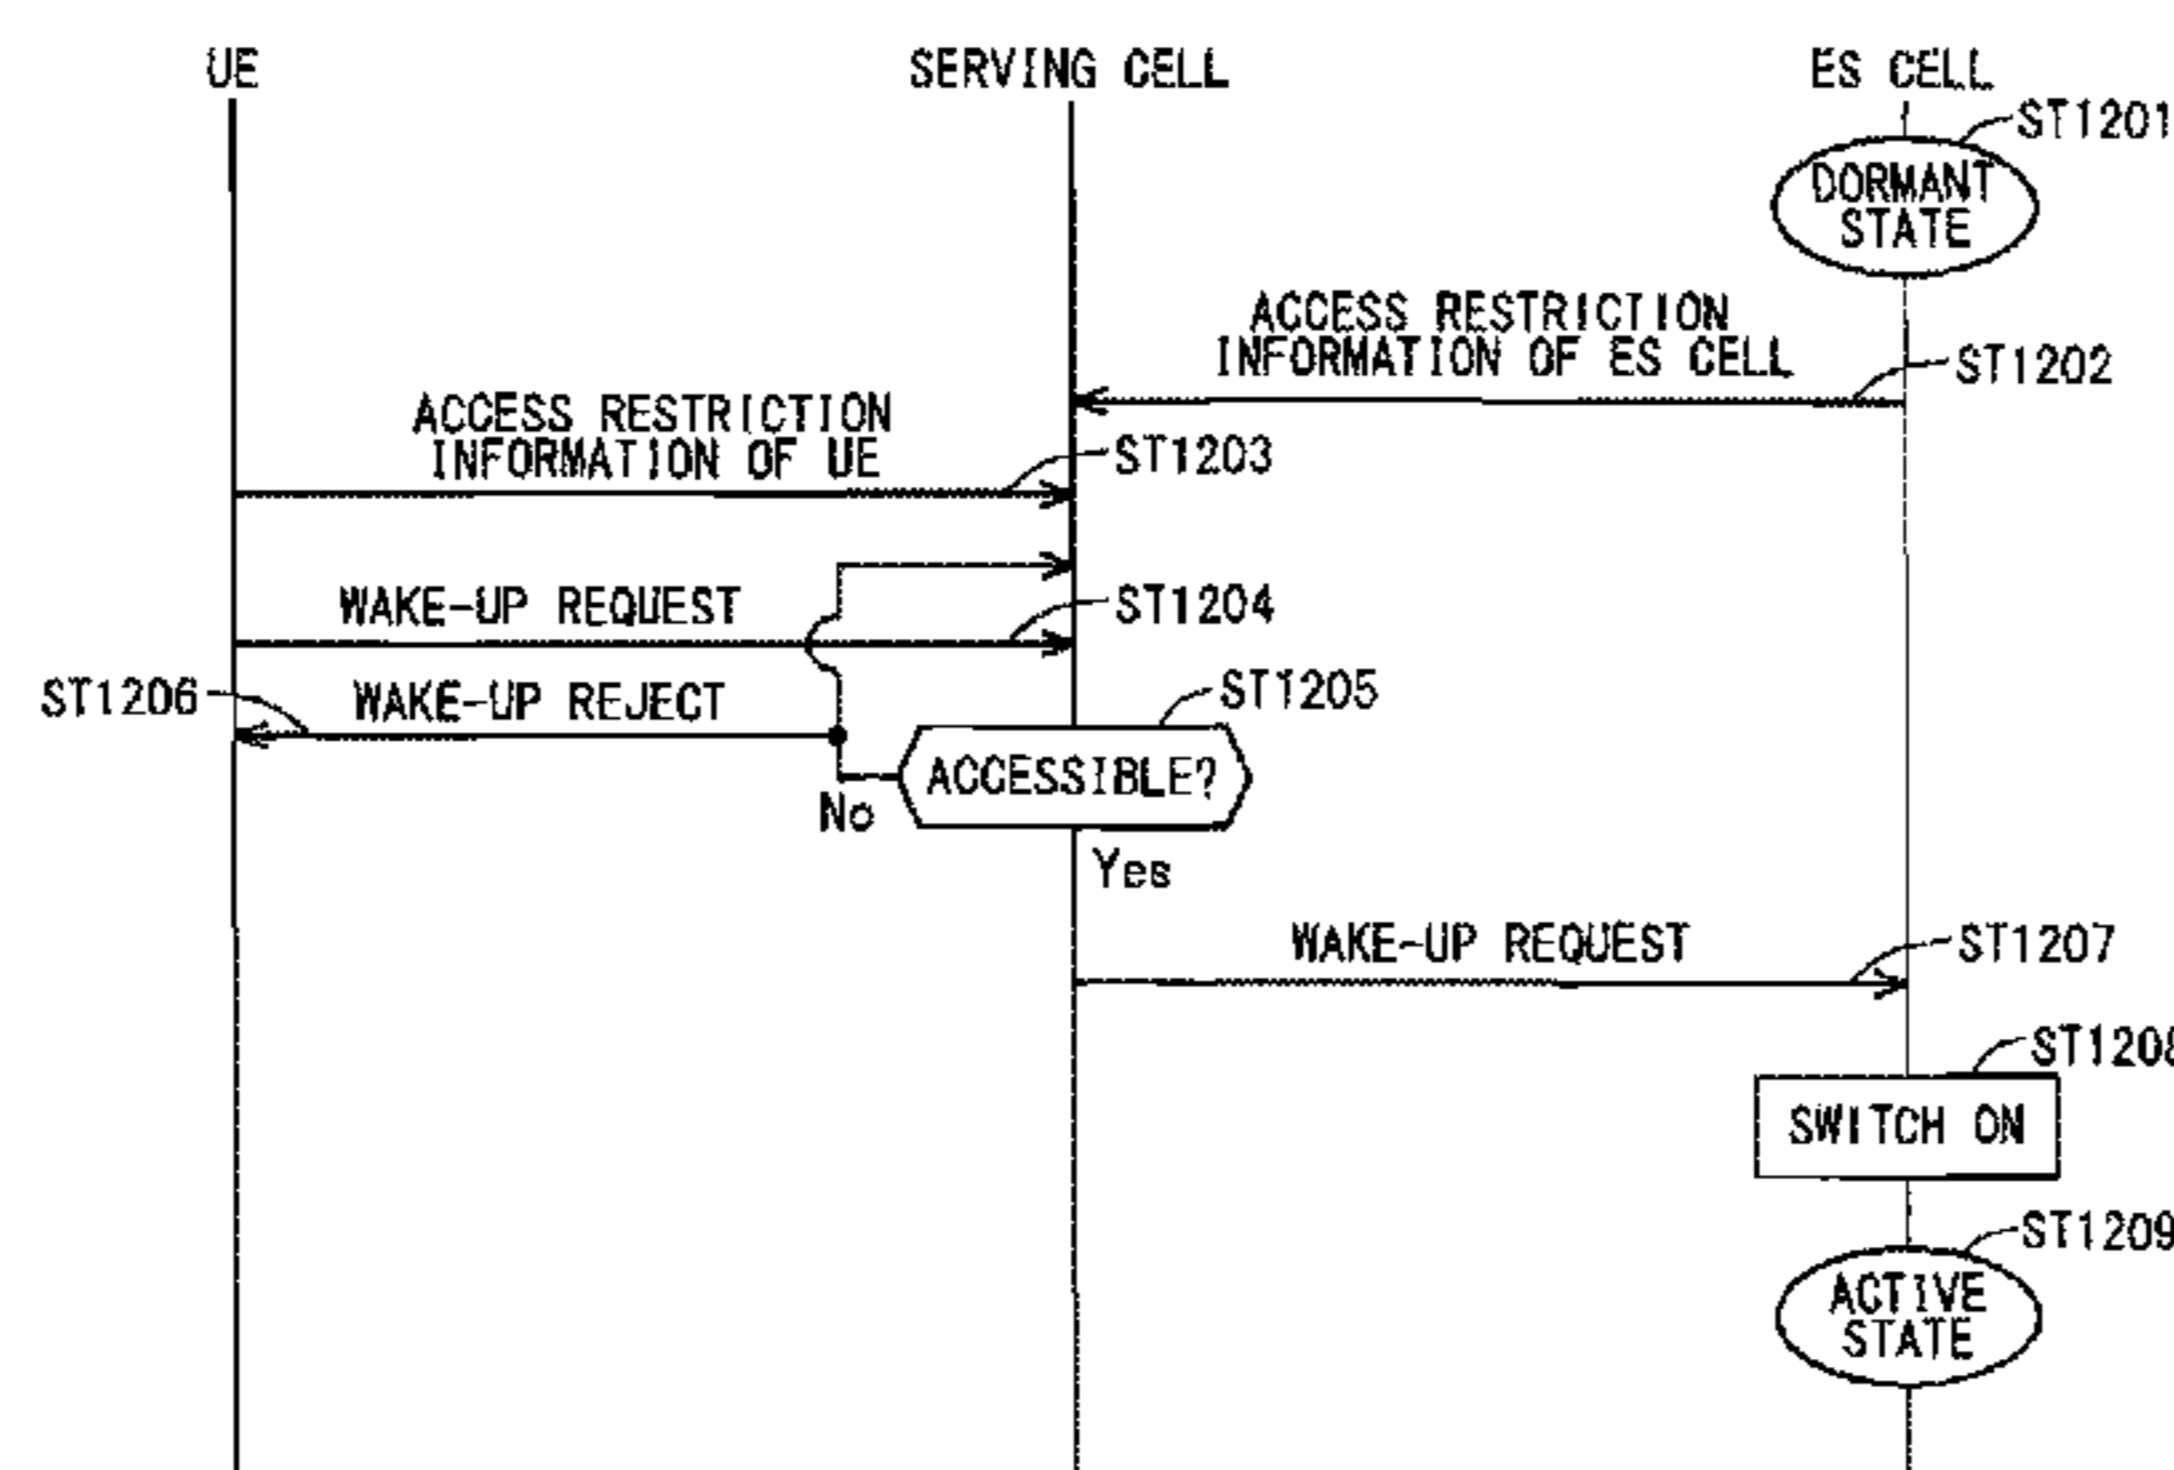 UE
SERVING CELL
ES CELL
ST1201
DORMANT
STATE
ACCESS RESTRICTION
INFORMATION OF ES CELL
ST1202
ACCESS RESTRICTION
INFORMATION OF UE
ST1203
WAKE-UP REQUEST
ST1204
ST1206
WAKE-UP REJECT
ST1205
ACCESSIBLE?
No
Yes
WAKE-UP REQUEST
ST1207
ST1208
SWITCH ON
ST1209
ACTIVE
STATE